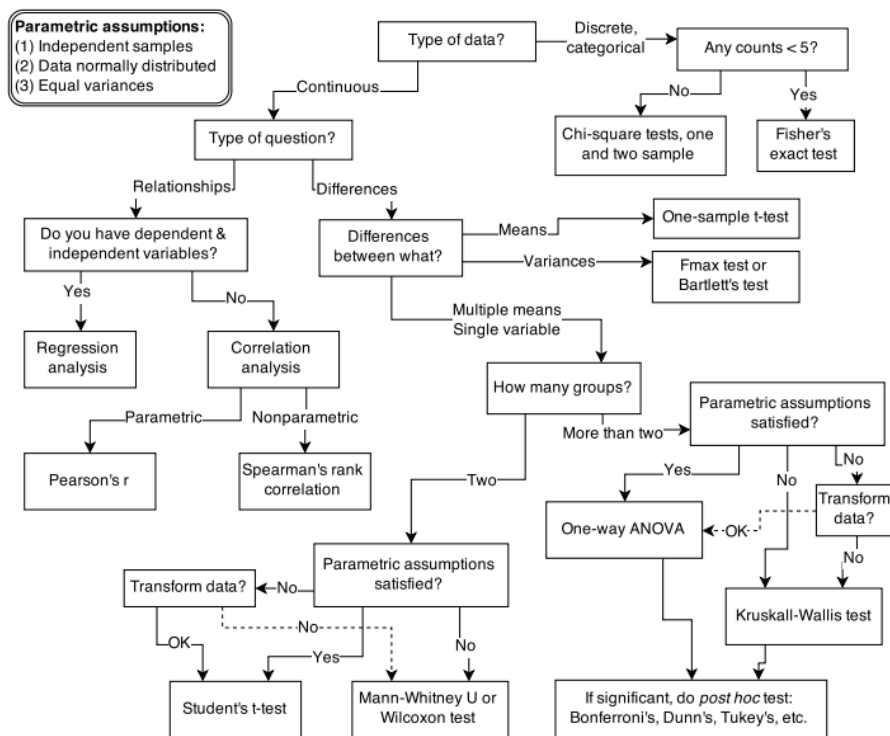 Parametric assumptions:
(1) Independent samples
(2) Data normally distributed
(3) Equal variances
Type of data?
Discrete,
categorical
Any counts < 5?
Continuous
No
Yes
Type of question?
Chi-square tests, one
and two sample
Fisher's
exact test
Relationships
Differences
Do you have dependent &
independent variables?
Differences
between what?
Means
One-sample t-test
Variances
Fmax test or
Bartlett's test
Yes
No
Multiple means
Single variable
Regression
analysis
Correlation
analysis
How many groups?
Parametric assumptions
satisfied?
Parametric
Nonparametric
More than two
Pearson's r
Spearman's rank
correlation
Two
Yes
No
No
Transform
data?
One-way ANOVA
OK
No
Parametric assumptions
satisfied?
Transform data?
No
Kruskall-Wallis test
No
OK
Yes
No
Student's t-test
Mann-Whitney U or
Wilcoxon test
If significant, do post hoc test:
Bonferroni's, Dunn's, Tukey's, etc.